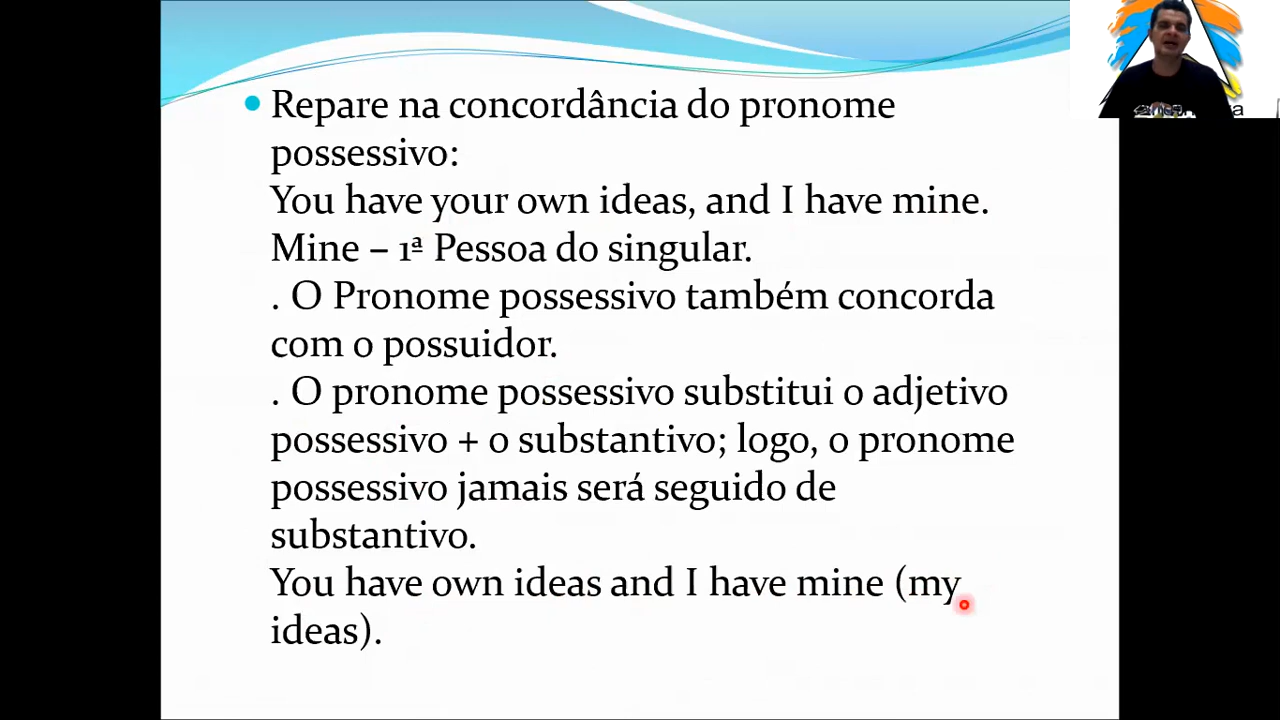 Repare na concordância do pronome
possessivo:
You have your own ideas, and I have mine.
Mine – 1ª Pessoa do singular.
. O Pronome possessivo também concorda
com o possuidor.
. O pronome possessivo substitui o adjetivo
possessivo + o substantivo; logo, o pronome
possessivo jamais será seguido de
substantivo.
You have own ideas and I have mine (my
ideas).